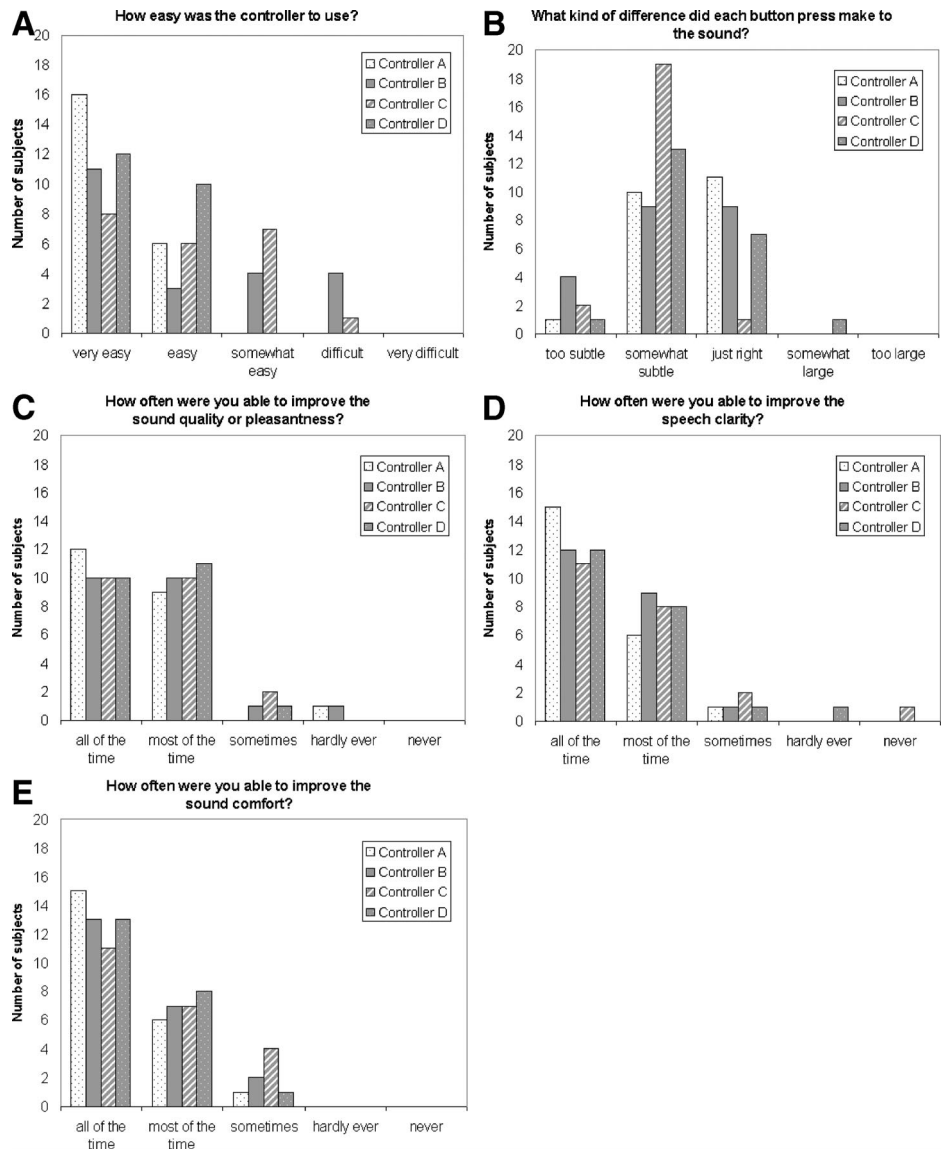 A
How easy was the controller to use?
Number of subjects
20
18
16
14
12
10
8
6
4
2
0
Controller A
Controller B
Controller C
Controller D
very easy
easy
somewhat
easy
difficult
very difficult
B
What kind of difference did each button press make to
the sound?
Number of subjects
20
18
16
14
12
10
8
6
4
2
0
Controller A
Controller B
Controller C
Controller D
too subtle
somewhat
subtle
just right
somewhat
large
too large
C
How often were you able to improve the
sound quality or pleasantness?
Number of subjects
20
18
16
14
12
10
8
6
4
2
0
Controller A
Controller B
Controller C
Controller D
all of the
time
most of the
time
sometimes
hardly ever
never
D
How often were you able to improve the
speech clarity?
Number of subjects
20
18
16
14
12
10
8
6
4
2
0
Controller A
Controller B
Controller C
Controller D
all of the
time
most of the
time
sometimes
hardly ever
never
E
How often were you able to improve the
sound comfort?
Number of subjects
20
18
16
14
12
10
8
6
4
2
0
Controller A
Controller B
Controller C
Controller D
all of the
time
most of the
time
sometimes
hardly ever
never